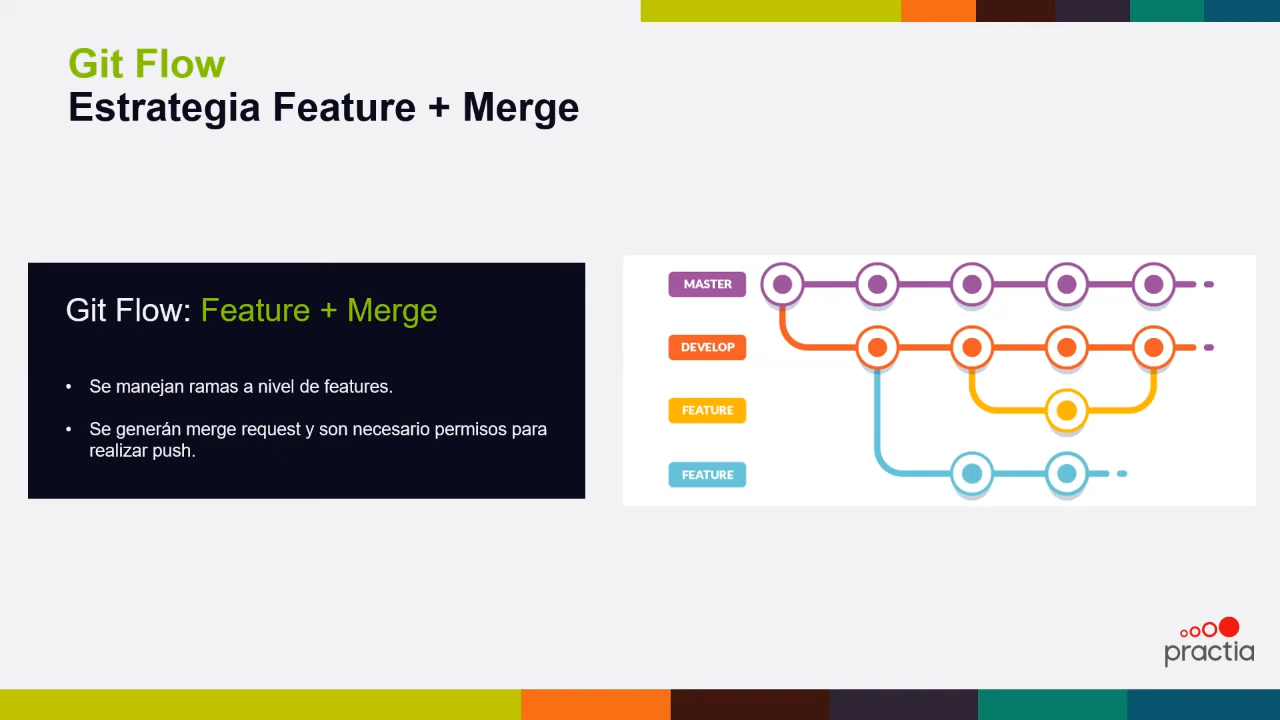 Git Flow
Estrategia Feature + Merge
Git Flow: Feature + Merge
• Se manejan ramas a nivel de features.
• Se generán merge request y son necesario permisos para
realizar push.
MASTER
DEVELOP
FEATURE
FEATURE
practia